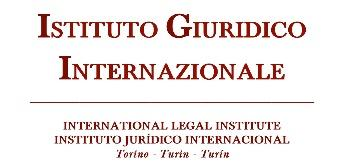 ISTITUTO GIURIDICO
INTERNAZIONALE
INTERNATIONAL LEGAL INSTITUTE
INSTITUTO JURÍDICO INTERNACIONAL
Torino - Turin - Turín